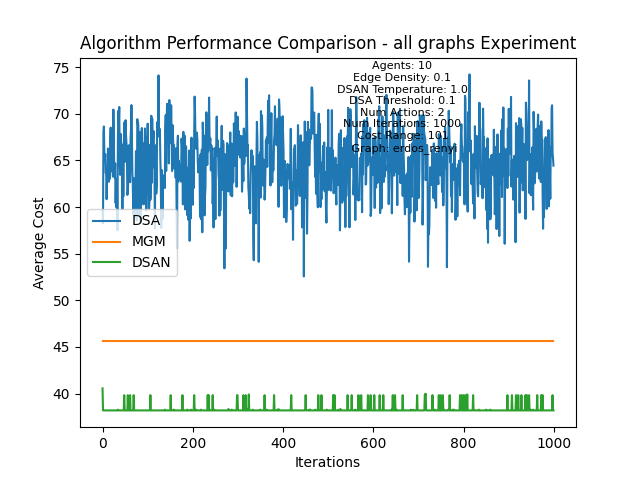 Algorithm Performance Comparison - all graphs Experiment
Agents: 10
Edge Density: 0.1
DSAN Temperature: 1.0
DSA Threshold: 0.1
Num Actions: 2
Num Iterations: 1000
Cost Range: 101
Graph: erdos_renyi
75
70
65
60
55
50
45
40
Average Cost
DSA
MGM
DSAN
0
200
400
600
800
1000
Iterations